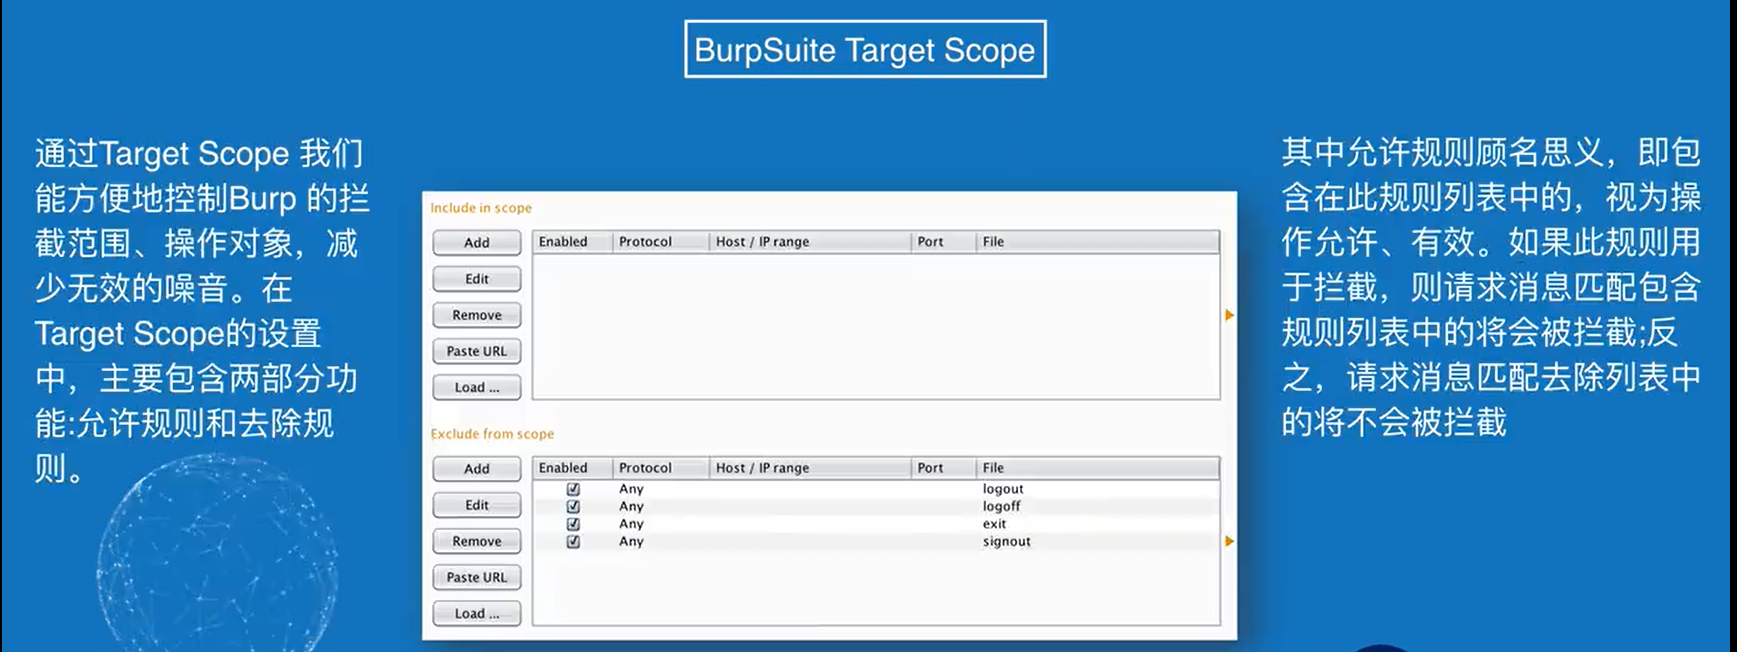 BurpSuite Target Scope
通过Target Scope 我们
能方便地控制Burp 的拦
截范围、操作对象，减
少无效的噪音。在
Target Scope的设置
中，主要包含两部分功
能:允许规则和去除规
则。
Include in scope
Add
Edit
Remove
Paste URL
Load ...
Enabled Protocol Host / IP range Port File
Exclude from scope
Add
Edit
Remove
Paste URL
Load ...
Enabled Protocol Host / IP range Port File
Any logout
Any logoff
Any exit
Any signout
其中允许规则顾名思义，即包
含在此规则列表中的，视为操
作允许、有效。如果此规则用
于拦截，则请求消息匹配包含
规则列表中的将会被拦截;反
之，请求消息匹配去除列表中
的将不会被拦截